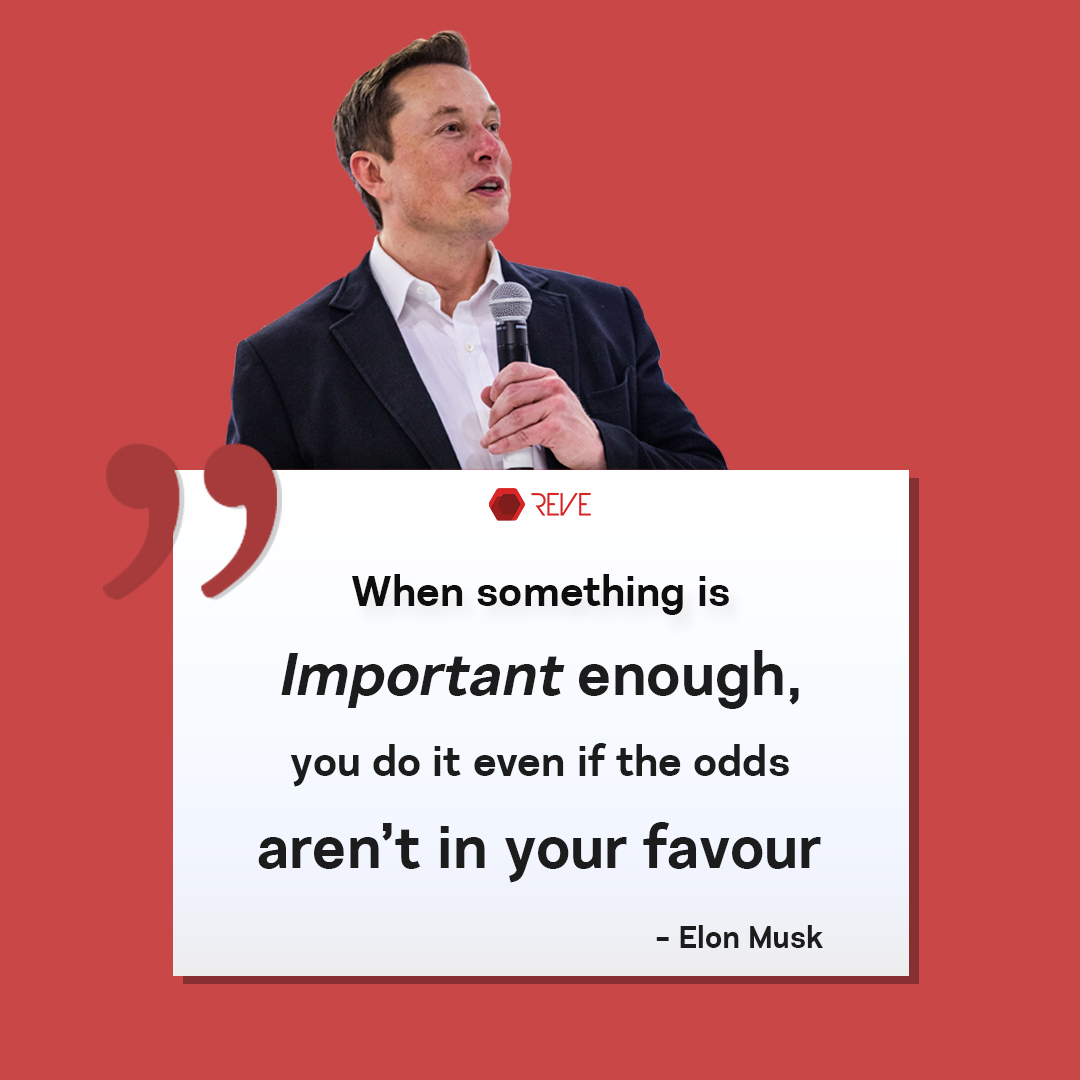 REVE
When something is
Important enough,
you do it even if the odds
aren’t in your favour
– Elon Musk